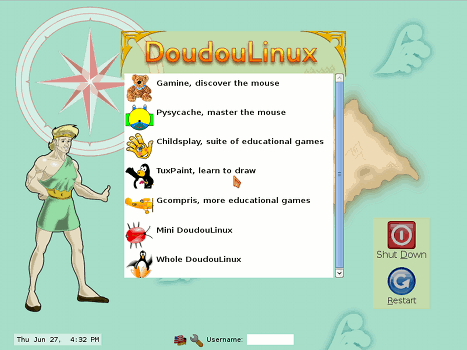 DoudouLinux
Gamine, discover the mouse
Pysycache, master the mouse
Childsplay, suite of educational games
TuxPaint, learn to draw
Gcompris, more educational games
Mini DoudouLinux
Whole DoudouLinux
Shut Down
Restart
Thu Jun 27, 4:32 PM
Username: